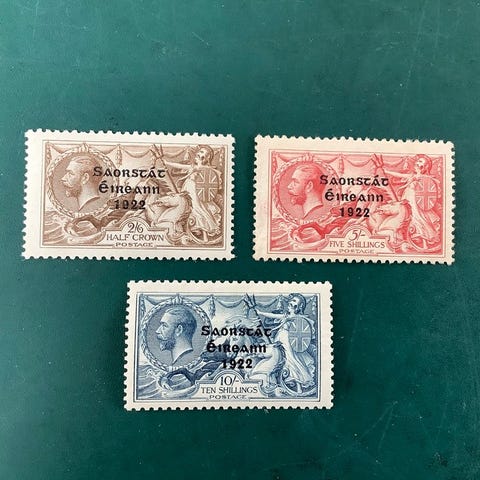 Saorstát
Éireann
1922
2/6
HALF CROWN
POSTAGE
Saorstát
Éireann
1922
5/-
FIVE SHILLINGS
POSTAGE
Saorstát
Éireann
1922
10/-
TEN SHILLINGS
POSTAGE